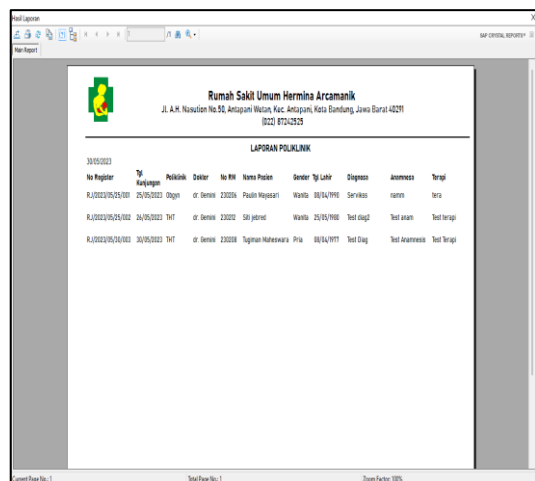 Hasil Laporan X
1 /1 SAP CRYSTAL REPORTS
Main Report
Rumah Sakit Umum Hermina Arcamanik
Jl. A.H. Nasution No.50, Antapani Wetan, Kec. Antapani, Kota Bandung, Jawa Barat 40291
(022) 87242525
LAPORAN POLIKLINIK
30/05/2023
No Register Tgl Kunjungan Poliklinik Dokter No RM Nama Pasien Gender Tgl Lahir Diagnosa Anamnesa Terapi
RJ/2023/05/25/001 25/05/2023 Obgyn dr. Gemini 230206 Paulin Mayasari Wanita 08/04/1990 Serviks namm tera
RJ/2023/05/25/002 26/05/2023 THT dr. Gemini 230212 Siti jebred Wanita 25/05/1980 Test diag2 Test anam Test terapi
RJ/2023/05/30/003 30/05/2023 THT dr. Gemini 230208 Tugiman Maheswara Pria 08/04/1977 Test Diag Test Anamnesis Test Terapi
Current Page No.: 1 Total Page No.: 1 Zoom Factor: 100%